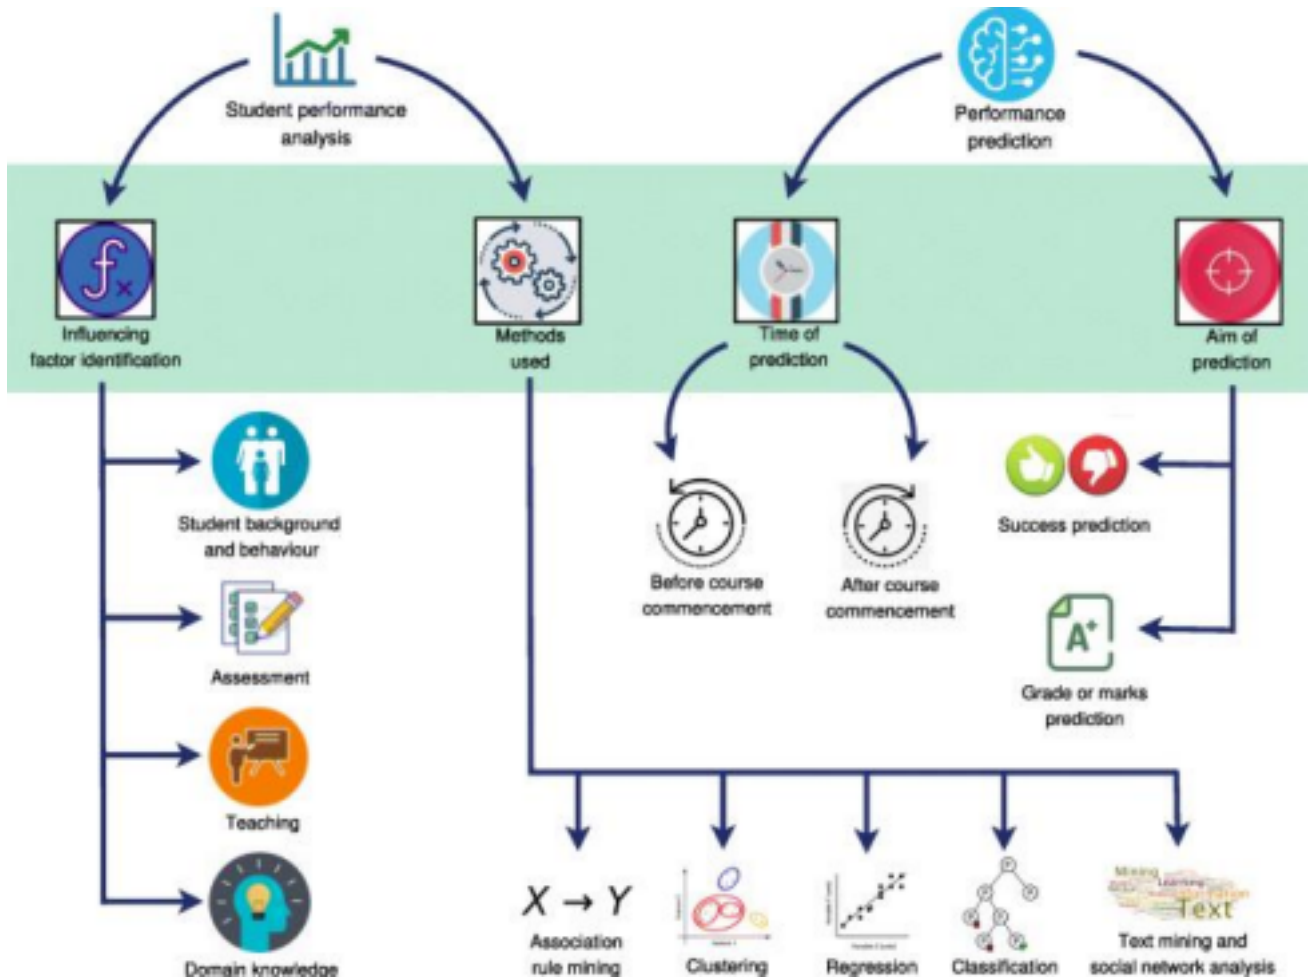 Student performance
analysis
Performance
prediction
Influencing
factor identification
Methods
used
Time of
prediction
Aim of
prediction
Student background
and behaviour
Assessment
Teaching
Domain knowledge
Before course
commencement
After course
commencement
Success prediction
A+
Grade or marks
prediction
X → Y
Association
rule mining
Clustering
Regression
Classification
Mining
Learning
Text
Text mining and
social network analysis